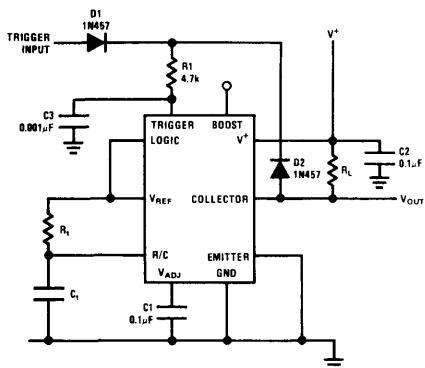 D1
1N457
TRIGGER
INPUT
V+
R1
4.7k
C3
0.001μF
TRIGGER BOOST
LOGIC
V+
D2
1N457
RL
C2
0.1μF
VREF
COLLECTOR
VOUT
Rt
R/C
EMITTER
VADJ
GND
Ct
C1
0.1μF